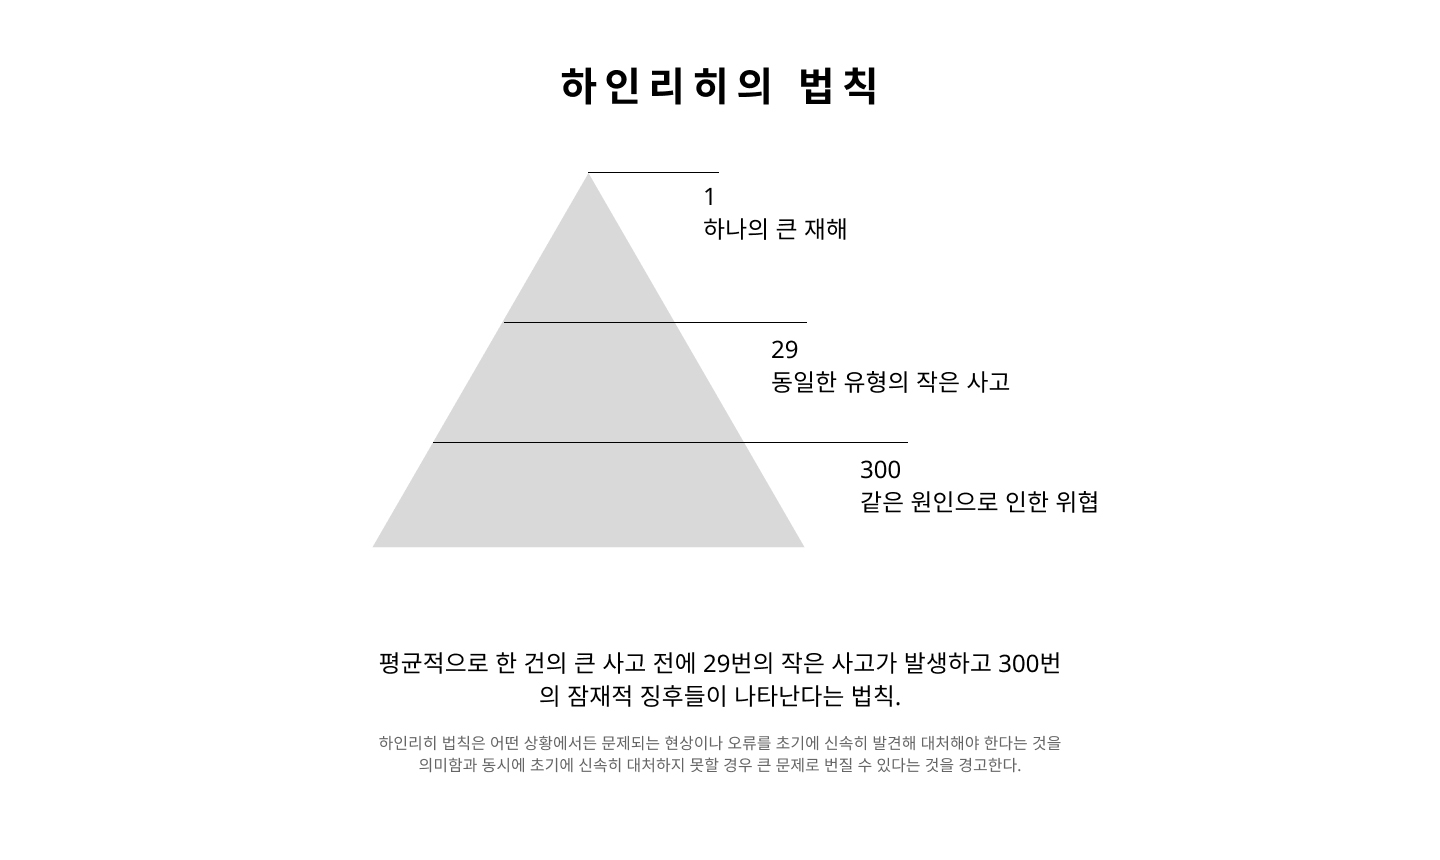 하인리히의 법칙
1
하나의 큰 재해
29
동일한 유형의 작은 사고
300
같은 원인으로 인한 위협
평균적으로 한 건의 큰 사고 전에 29번의 작은 사고가 발생하고 300번
의 잠재적 징후들이 나타난다는 법칙.
하인리히 법칙은 어떤 상황에서든 문제되는 현상이나 오류를 초기에 신속히 발견해 대처해야 한다는 것을
의미함과 동시에 초기에 신속히 대처하지 못할 경우 큰 문제로 번질 수 있다는 것을 경고한다.